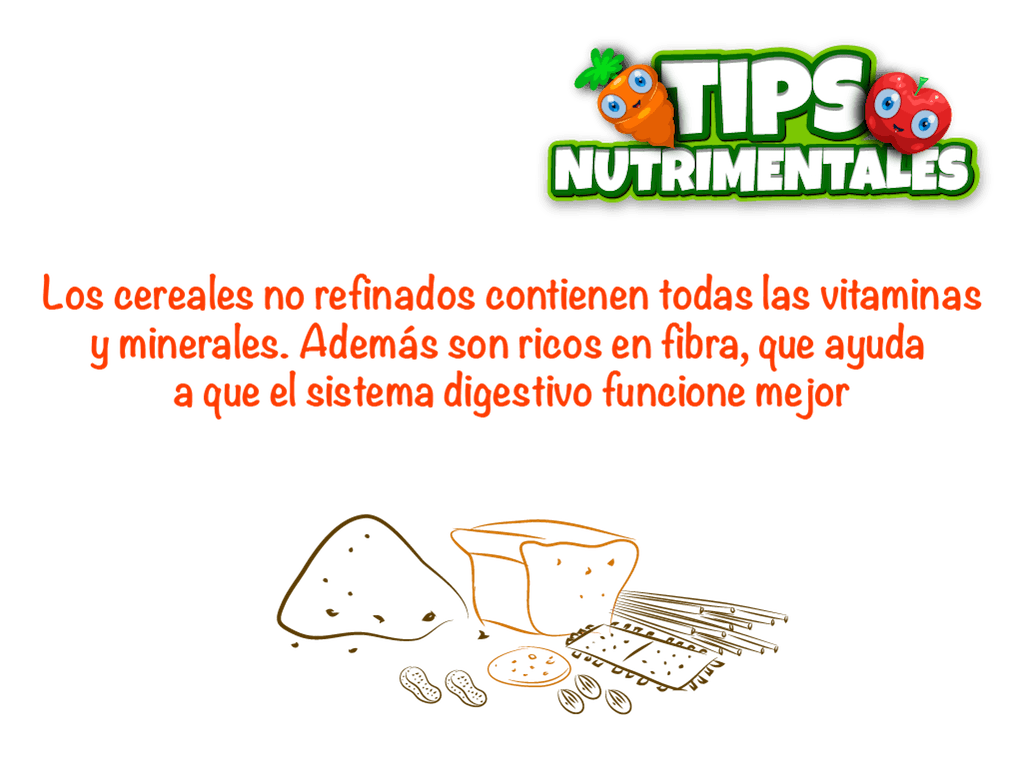 TIPS
NUTRIMENTALES
Los cereales no refinados contienen todas las vitaminas
y minerales. Además son ricos en fibra, que ayuda
a que el sistema digestivo funcione mejor